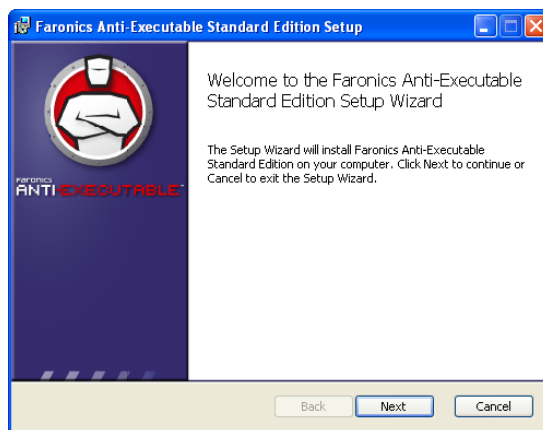 Faronics Anti-Executable Standard Edition Setup
Welcome to the Faronics Anti-Executable
Standard Edition Setup Wizard
The Setup Wizard will install Faronics Anti-Executable
Standard Edition on your computer. Click Next to continue or
Cancel to exit the Setup Wizard.
FARONICS
ANTI-EXECUTABLE
Back
Next
Cancel